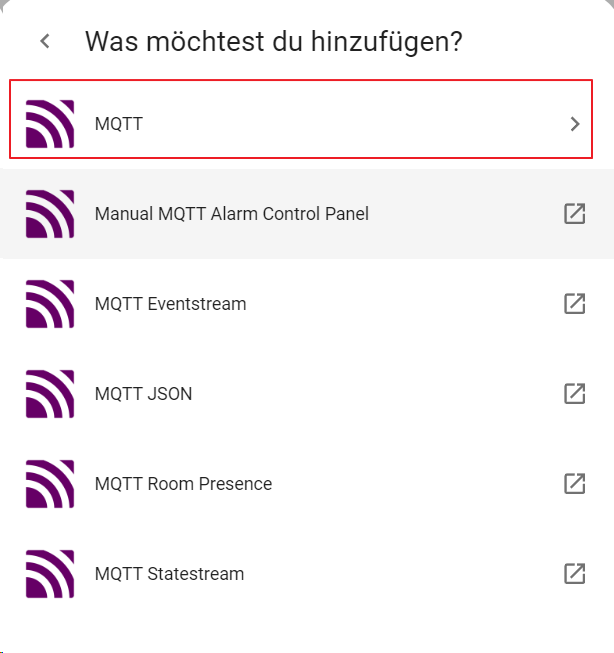 Was möchtest du hinzufügen?
MQTT
Manual MQTT Alarm Control Panel
MQTT Eventstream
MQTT JSON
MQTT Room Presence
MQTT Statestream